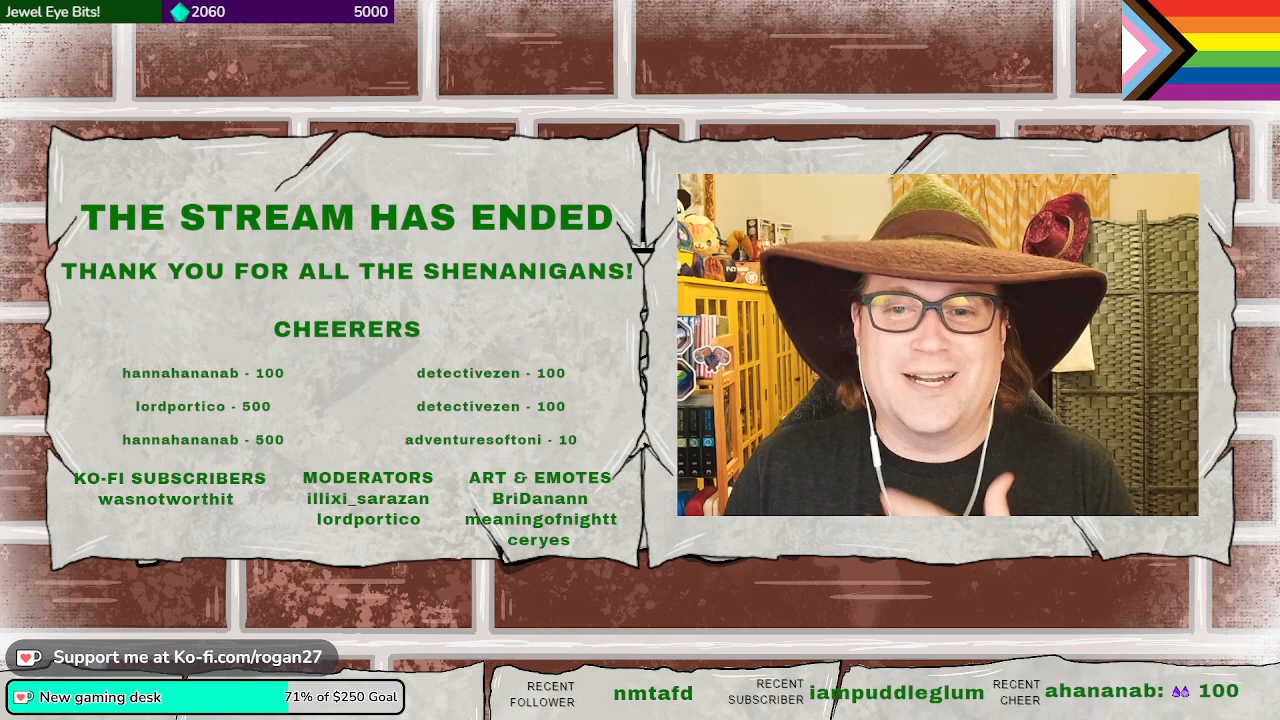 Jewel Eye Bits!
2060
5000
THE STREAM HAS ENDED
THANK YOU FOR ALL THE SHENANIGANS!
CHEERERS
hannahananab - 100
detectivezen - 100
lordportico - 500
detectivezen - 100
hannahananab - 500
adventuresoftoni - 10
KO-FI SUBSCRIBERS
wasnotworthit
MODERATORS
illixi_sarazan
lordportico
ART & EMOTES
BriDanann
meaningofnightt
ceryes
Support me at Ko-fi.com/rogan27
New gaming desk
71% of $250 Goal
RECENT
FOLLOWER
nmtafd
RECENT
SUBSCRIBER
iampuddleglum
RECENT
CHEER
ahananab: 100